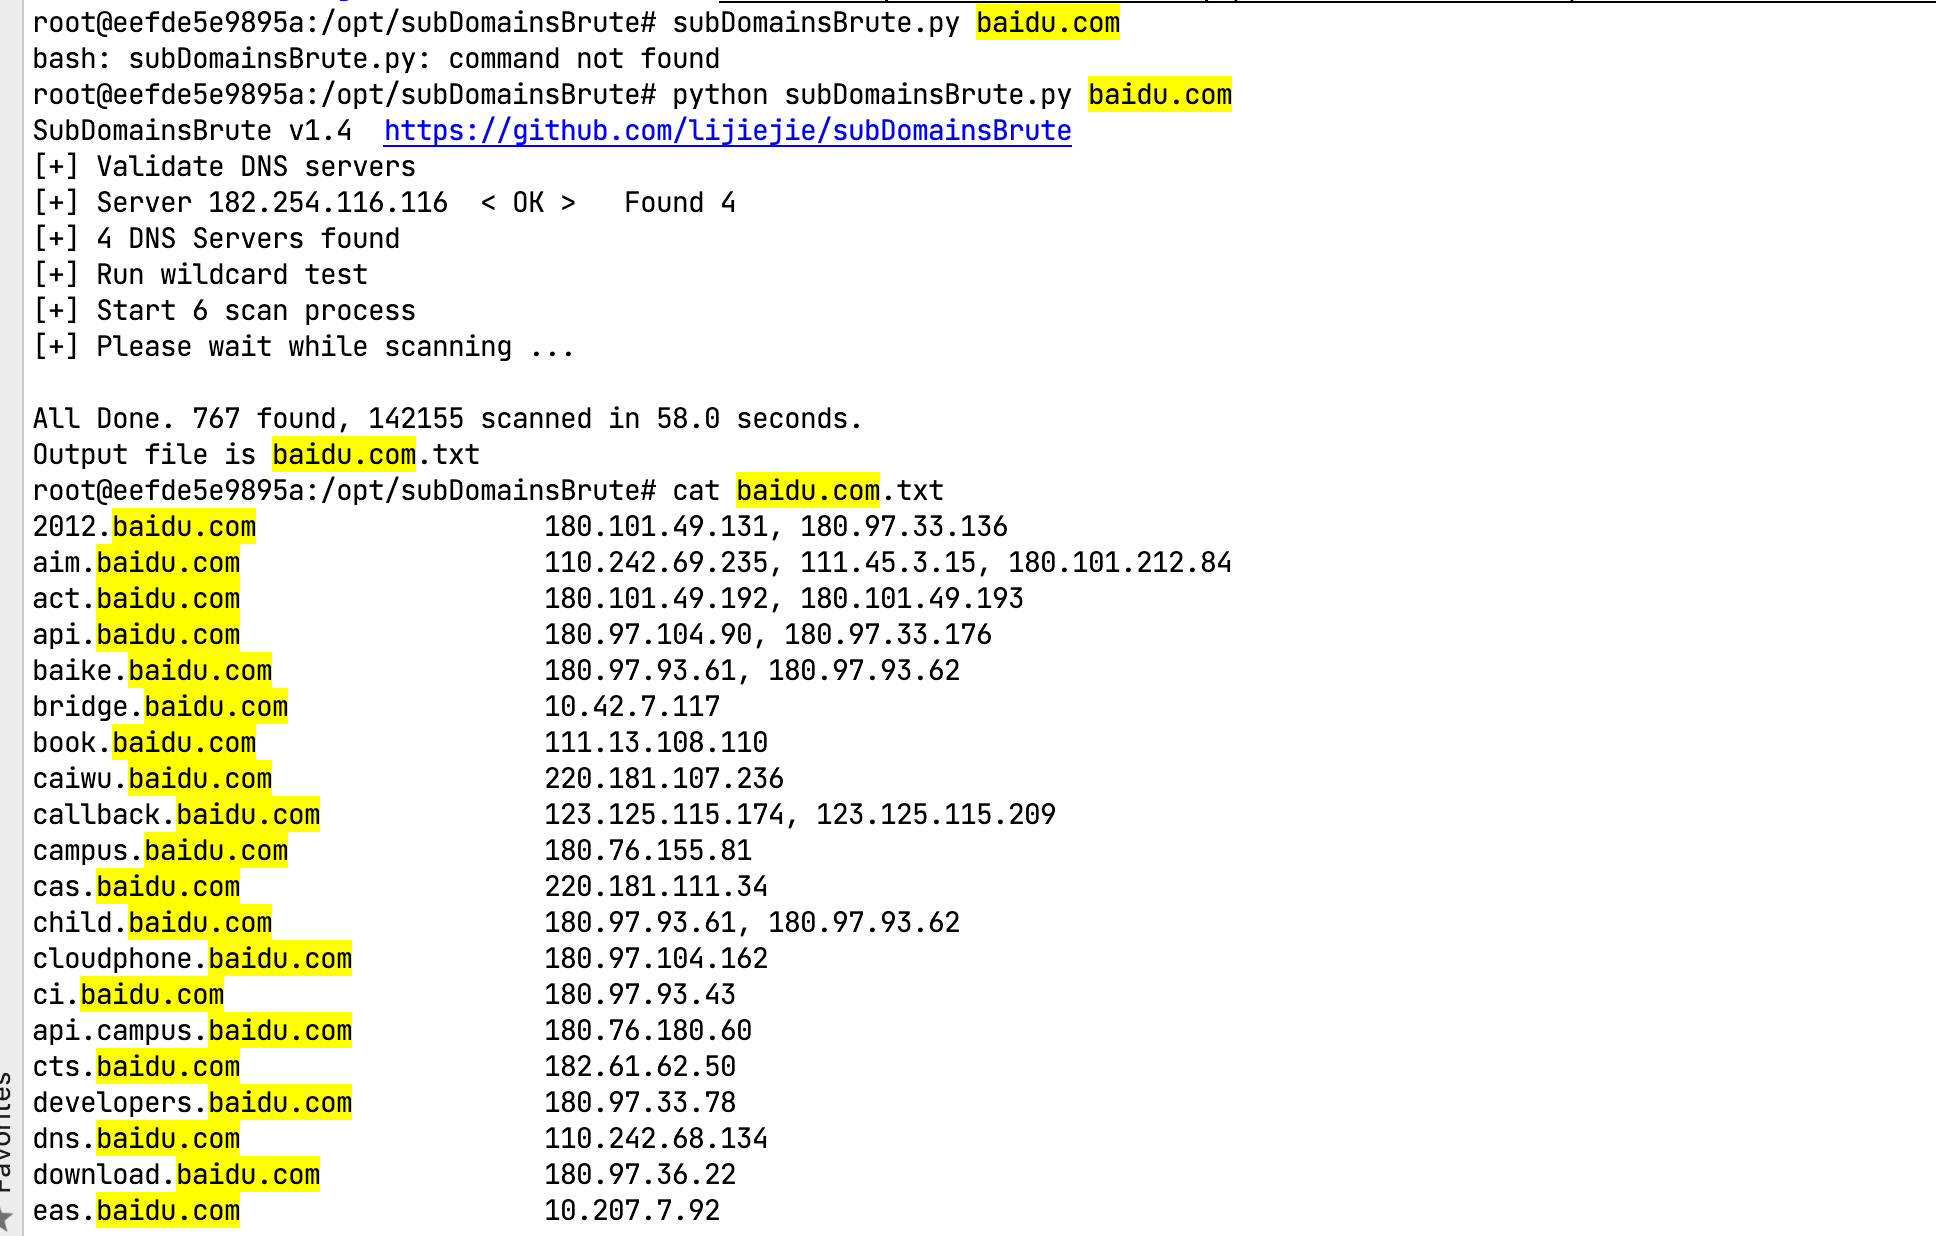 root@eefde5e9895a:/opt/subDomainsBrute# subDomainsBrute.py baidu.com
bash: subDomainsBrute.py: command not found
root@eefde5e9895a:/opt/subDomainsBrute# python subDomainsBrute.py baidu.com
SubDomainsBrute v1.4  https://github.com/lijiejie/subDomainsBrute
[+] Validate DNS servers
[+] Server 182.254.116.116  < OK >   Found 4
[+] 4 DNS Servers found
[+] Run wildcard test
[+] Start 6 scan process
[+] Please wait while scanning ...
All Done. 767 found, 142155 scanned in 58.0 seconds.
Output file is baidu.com.txt
root@eefde5e9895a:/opt/subDomainsBrute# cat baidu.com.txt
2012.baidu.com                  180.101.49.131, 180.97.33.136
aim.baidu.com                   110.242.69.235, 111.45.3.15, 180.101.212.84
act.baidu.com                   180.101.49.192, 180.101.49.193
api.baidu.com                   180.97.104.90, 180.97.33.176
baike.baidu.com                 180.97.93.61, 180.97.93.62
bridge.baidu.com                10.42.7.117
book.baidu.com                  111.13.108.110
caiwu.baidu.com                 220.181.107.236
callback.baidu.com              123.125.115.174, 123.125.115.209
campus.baidu.com                180.76.155.81
cas.baidu.com                   220.181.111.34
child.baidu.com                 180.97.93.61, 180.97.93.62
cloudphone.baidu.com            180.97.104.162
ci.baidu.com                    180.97.93.43
api.campus.baidu.com            180.76.180.60
cts.baidu.com                   182.61.62.50
developers.baidu.com            180.97.33.78
dns.baidu.com                   110.242.68.134
download.baidu.com              180.97.36.22
eas.baidu.com                   10.207.7.92
Favorites